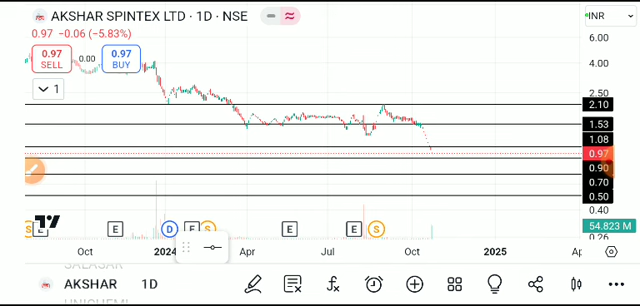 AKSHAR SPINTEX LTD · 1D · NSE
INR
0.97 −0.06 (−5.83%)
0.97 0.00 0.97
SELL BUY
1
6.00
4.00
2.50
2.10
1.53
1.08
0.97
0.90
0.70
0.50
0.40
54.823 M
0.26
S E E D E S E E S
Oct 2024 Apr Jul Oct 2025
AKSHAR 1D